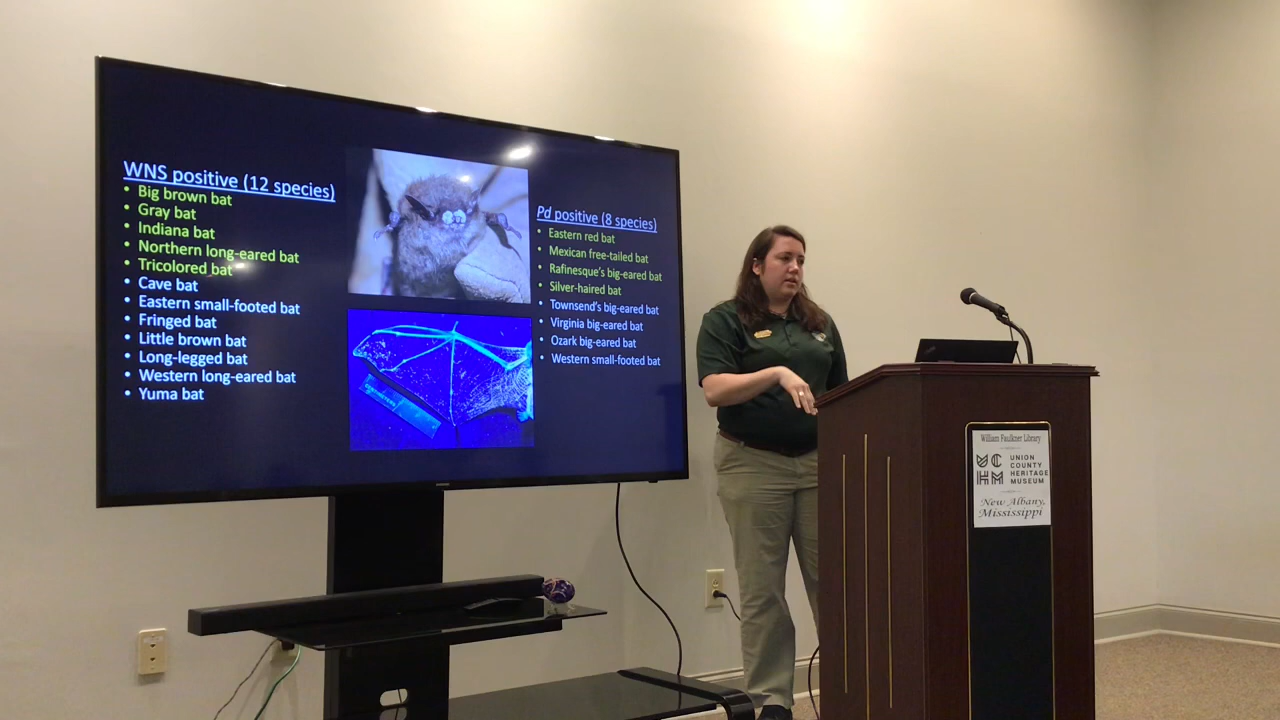 WNS positive (12 species)
• Big brown bat
• Gray bat
• Indiana bat
• Northern long-eared bat
• Tricolored bat
• Cave bat
• Eastern small-footed bat
• Fringed bat
• Little brown bat
• Long-legged bat
• Western long-eared bat
• Yuma bat
Pd positive (8 species)
• Eastern red bat
• Mexican free-tailed bat
• Rafinesque's big-eared bat
• Silver-haired bat
• Townsend's big-eared bat
• Virginia big-eared bat
• Ozark big-eared bat
• Western small-footed bat
William Faulkner Library
UC
HM
UNION
COUNTY
HERITAGE
MUSEUM
New Albany,
Mississippi